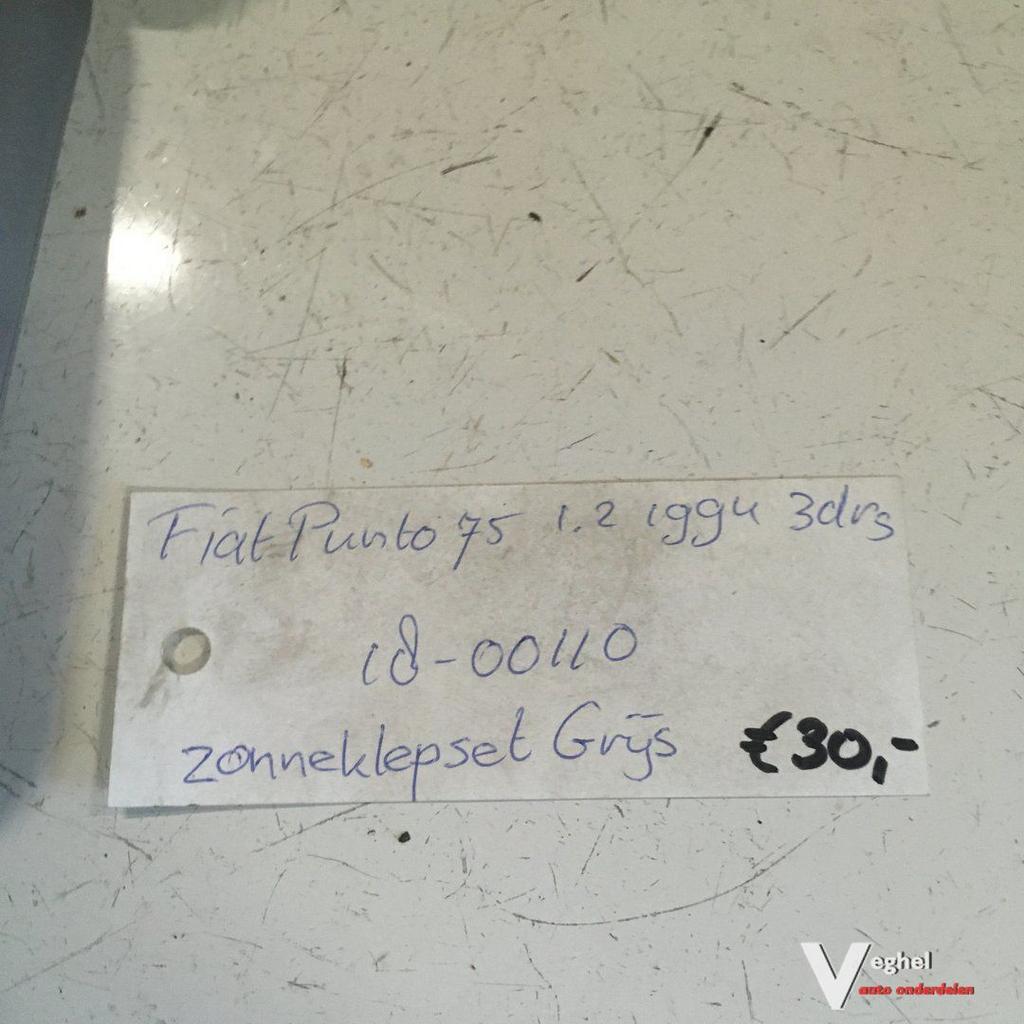 Fiat Punto 75 1.2 1994 3drs
18-00110
zonneklepset Grijs €30,-
Veghel
auto onderdelen